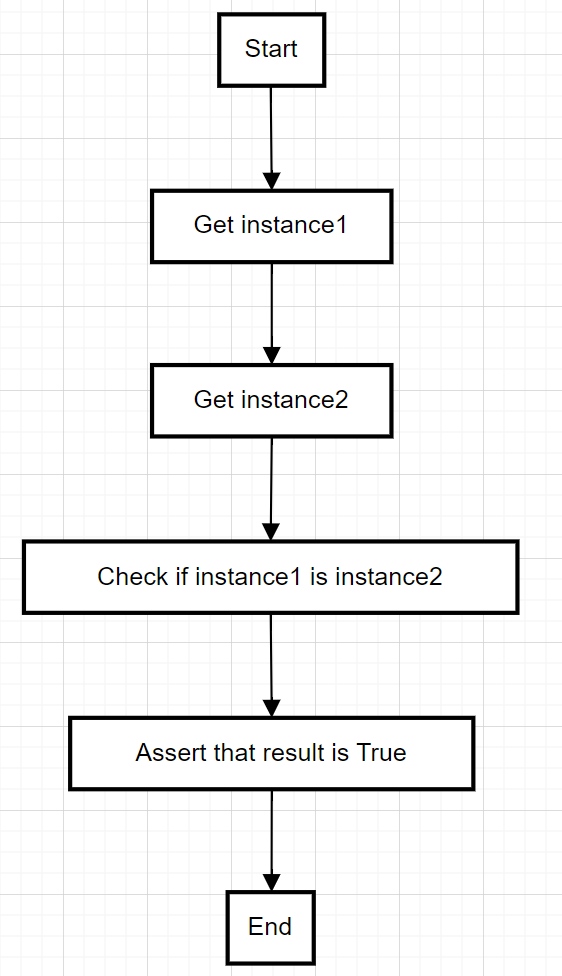 Start
Get instance1
Get instance2
Check if instance1 is instance2
Assert that result is True
End